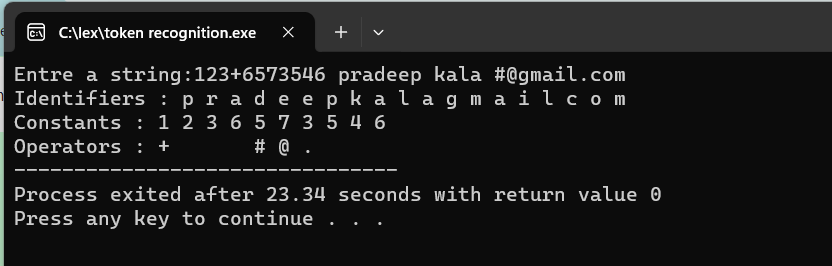 C:\lex\token recognition.exe
Entre a string:123+6573546 pradeep kala #@gmail.com
Identifiers : p r a d e e p k a l a g m a i l c o m
Constants : 1 2 3 6 5 7 3 5 4 6
Operators : +       # @ .
--------------------------------
Process exited after 23.34 seconds with return value 0
Press any key to continue . . .